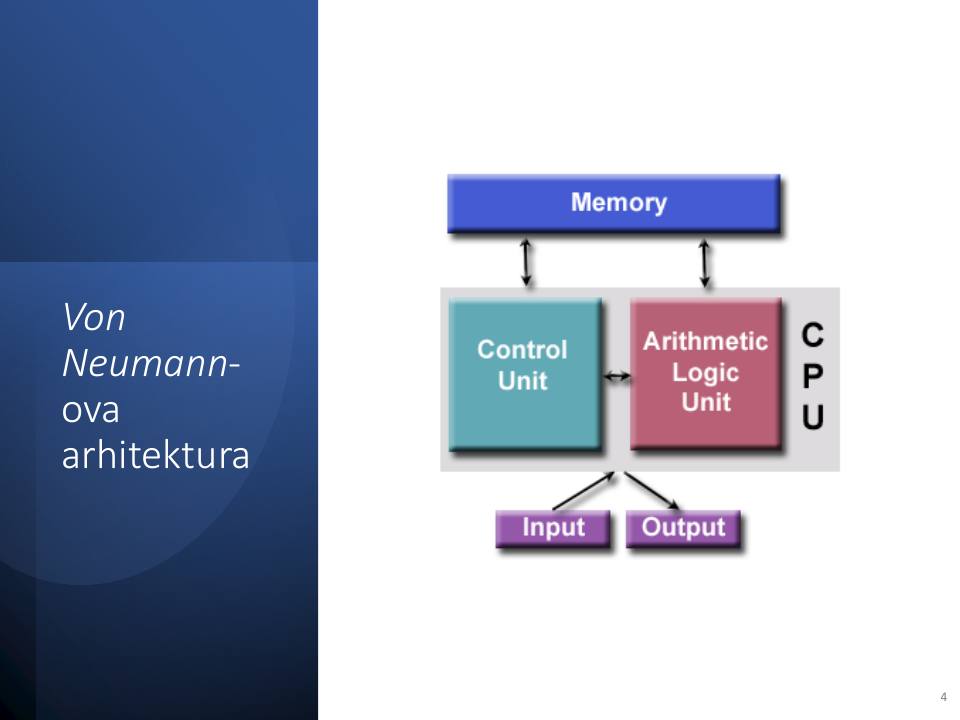 Von
Neumann-
ova
arhitektura
Memory
Control
Unit
Arithmetic
Logic
Unit
C
P
U
Input
Output
4